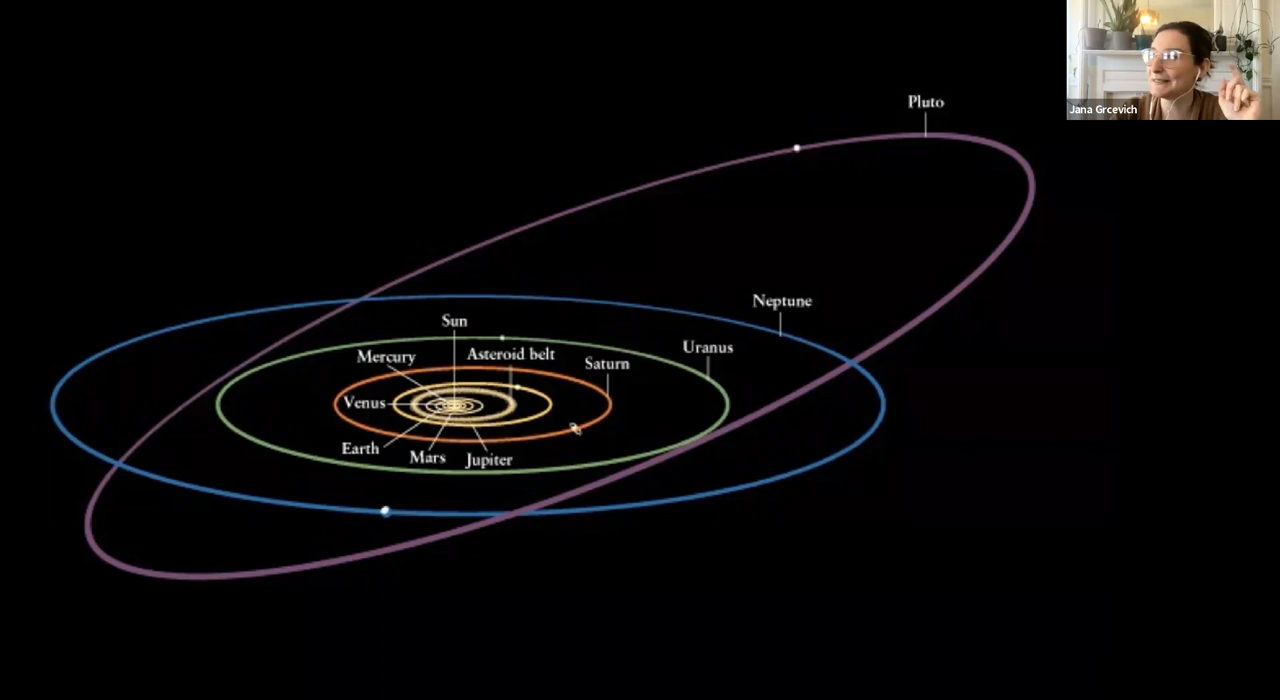 Jana Grcevich
Pluto
Neptune
Sun
Uranus
Mercury
Asteroid belt
Saturn
Venus
Earth
Mars
Jupiter